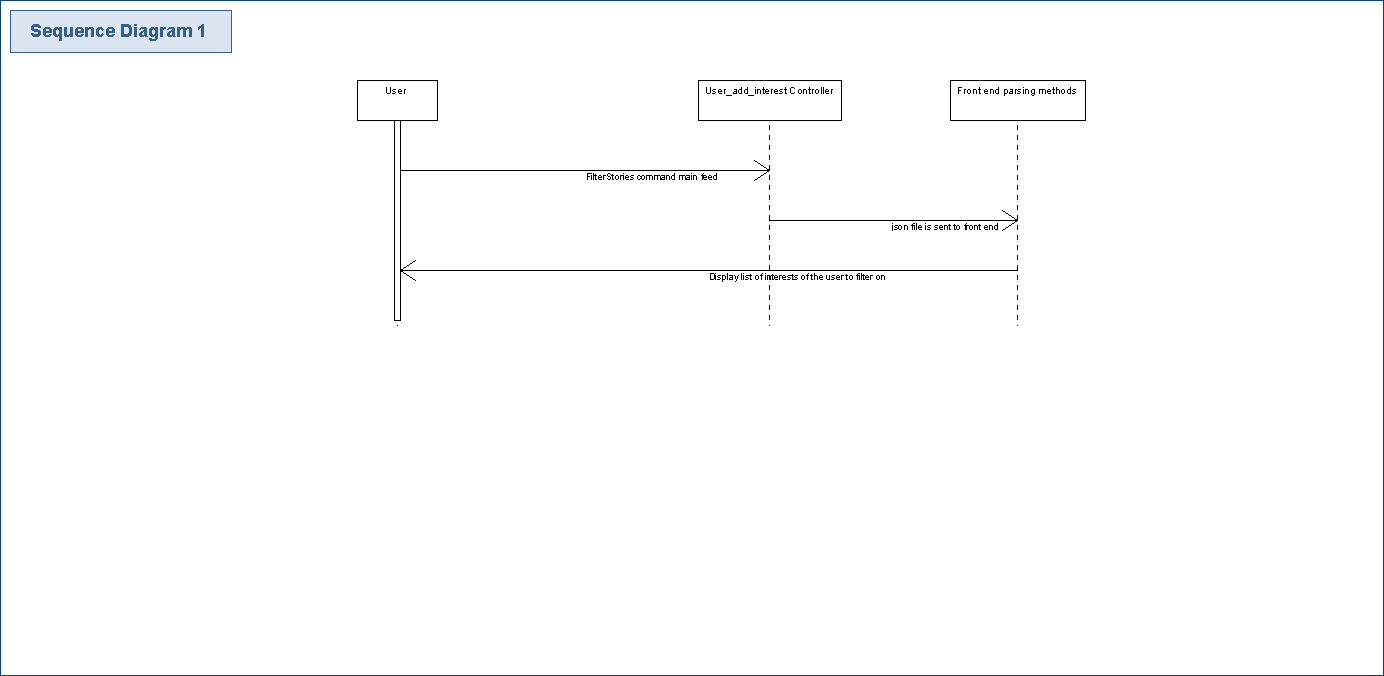 Sequence Diagram 1
User
User_add_interest Controller
Front end parsing methods
FilterStories command main feed
json file is sent to front end
Display list of interests of the user to filter on